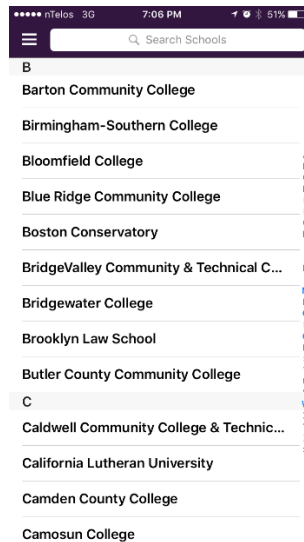 nTelos 3G 7:06 PM 51%
Search Schools
B
Barton Community College
Birmingham-Southern College
Bloomfield College
Blue Ridge Community College
Boston Conservatory
BridgeValley Community & Technical C...
Bridgewater College
Brooklyn Law School
Butler County Community College
C
Caldwell Community College & Technic...
California Lutheran University
Camden County College
Camosun College